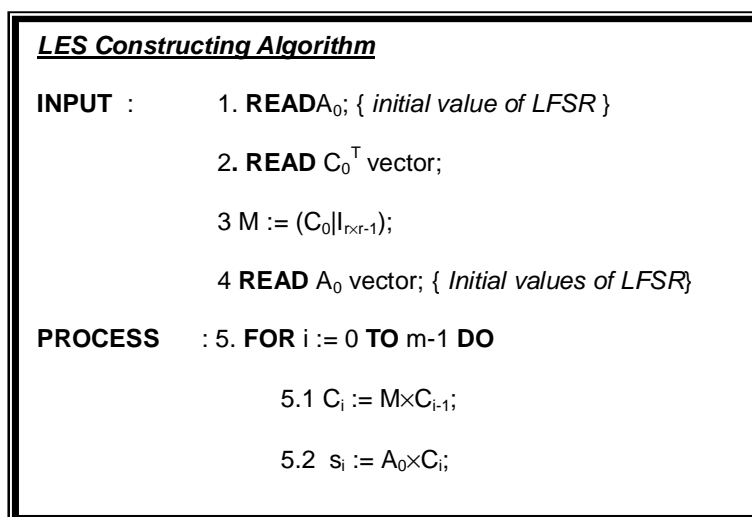 LES Constructing Algorithm
INPUT : 1. READA₀; { initial value of LFSR }
2. READ C₀ᵀ vector;
3 M := (C₀|Iᵣₓᵣ₋₁);
4 READ A₀ vector; { Initial values of LFSR}
PROCESS : 5. FOR i := 0 TO m-1 DO
5.1 Cᵢ := M×Cᵢ₋₁;
5.2 sᵢ := A₀×Cᵢ;